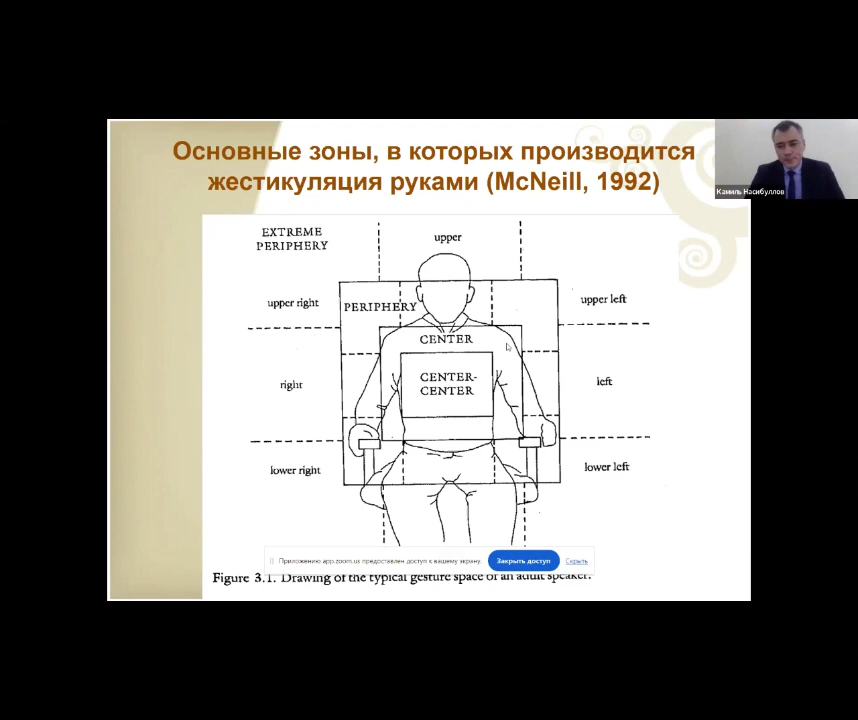 Основные зоны, в которых производится
жестикуляция руками (McNeill, 1992)
Камиль Насибуллов
EXTREME
PERIPHERY
upper
upper right
PERIPHERY
upper left
CENTER
right
CENTER-
CENTER
left
lower right
lower left
Приложению app.zoom.us предоставлен доступ к вашему экрану.
Закрыть доступ
Скрыть
Figure 3.1. Drawing of the typical gesture space of an adult speaker.